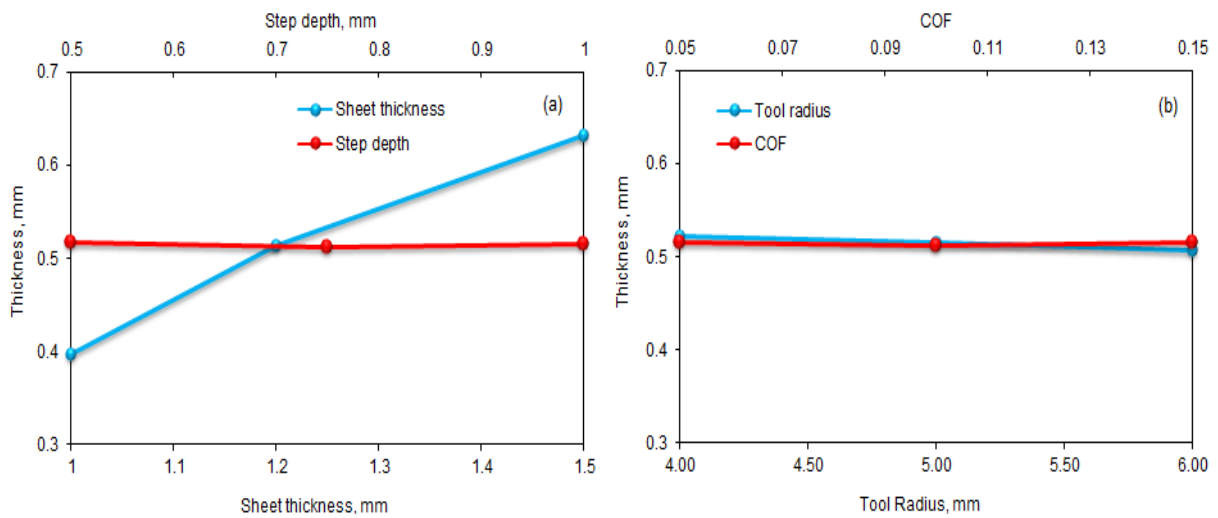 Step depth, mm
0.5 0.6 0.7 0.8 0.9 1
0.7
0.6
0.5
0.4
0.3
Thickness, mm
Sheet thickness
Step depth
(a)
1 1.1 1.2 1.3 1.4 1.5
Sheet thickness, mm
COF
0.05 0.07 0.09 0.11 0.13 0.15
0.7
0.6
0.5
0.4
0.3
Thickness, mm
Tool radius
COF
(b)
4.00 4.50 5.00 5.50 6.00
Tool Radius, mm